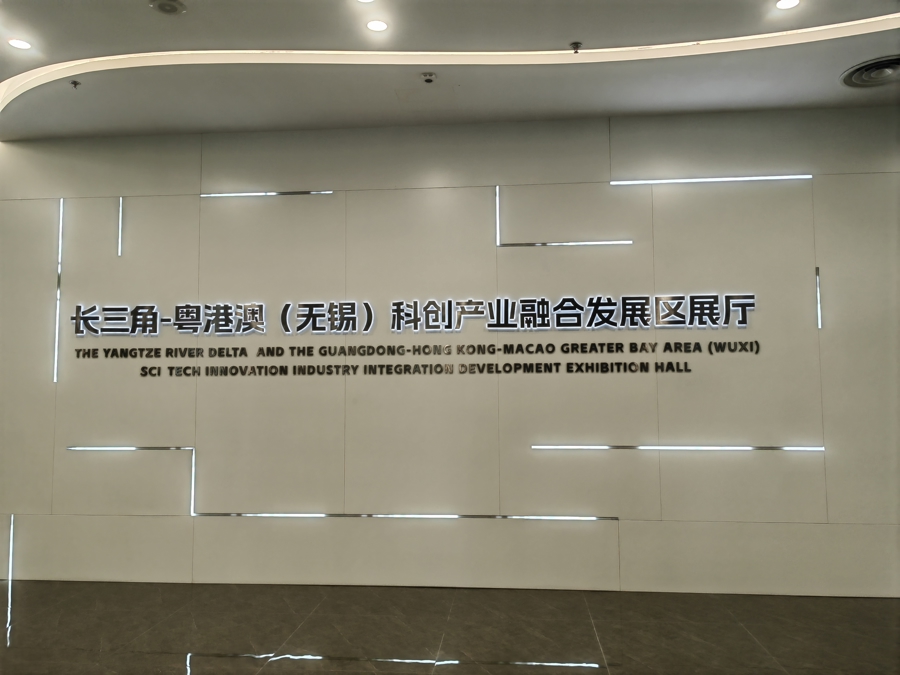 长三角-粤港澳（无锡）科创产业融合发展区展厅
THE YANGTZE RIVER DELTA AND THE GUANGDONG-HONG KONG-MACAO GREATER BAY AREA (WUXI)
SCI TECH INNOVATION INDUSTRY INTEGRATION DEVELOPMENT EXHIBITION HALL